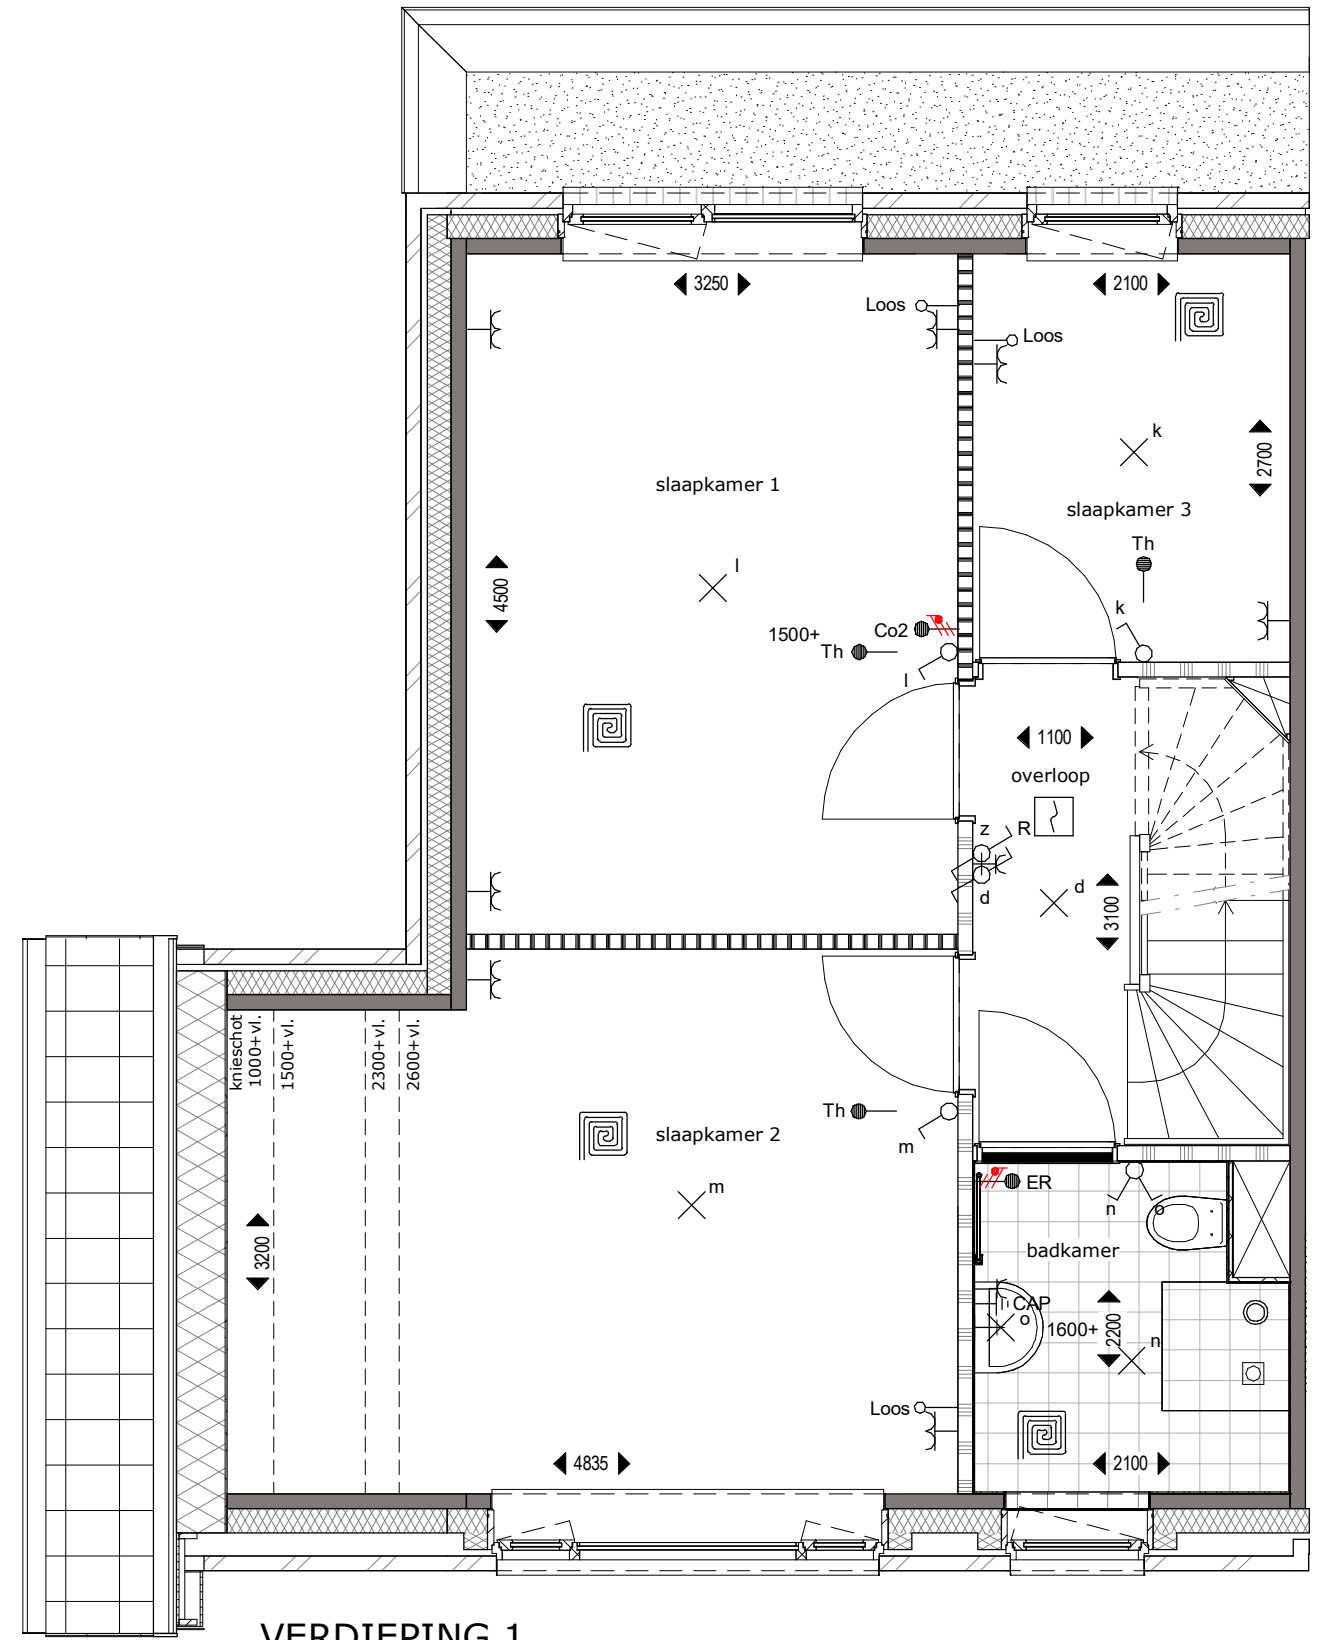 3250
2100
Loos
Loos
k
2700
slaapkamer 1
slaapkamer 3
Th
l
4500
k
1500+
Co2
Th
l
1100
overloop
z
R
d
d
3100
knieschot
1000+vl.
1500+vl.
2300+vl.
2600+vl.
Th
slaapkamer 2
m
m
ER
n
o
badkamer
3200
CAP
o
1600+
2200
n
Loos
4835
2100
VERDIEPING 1